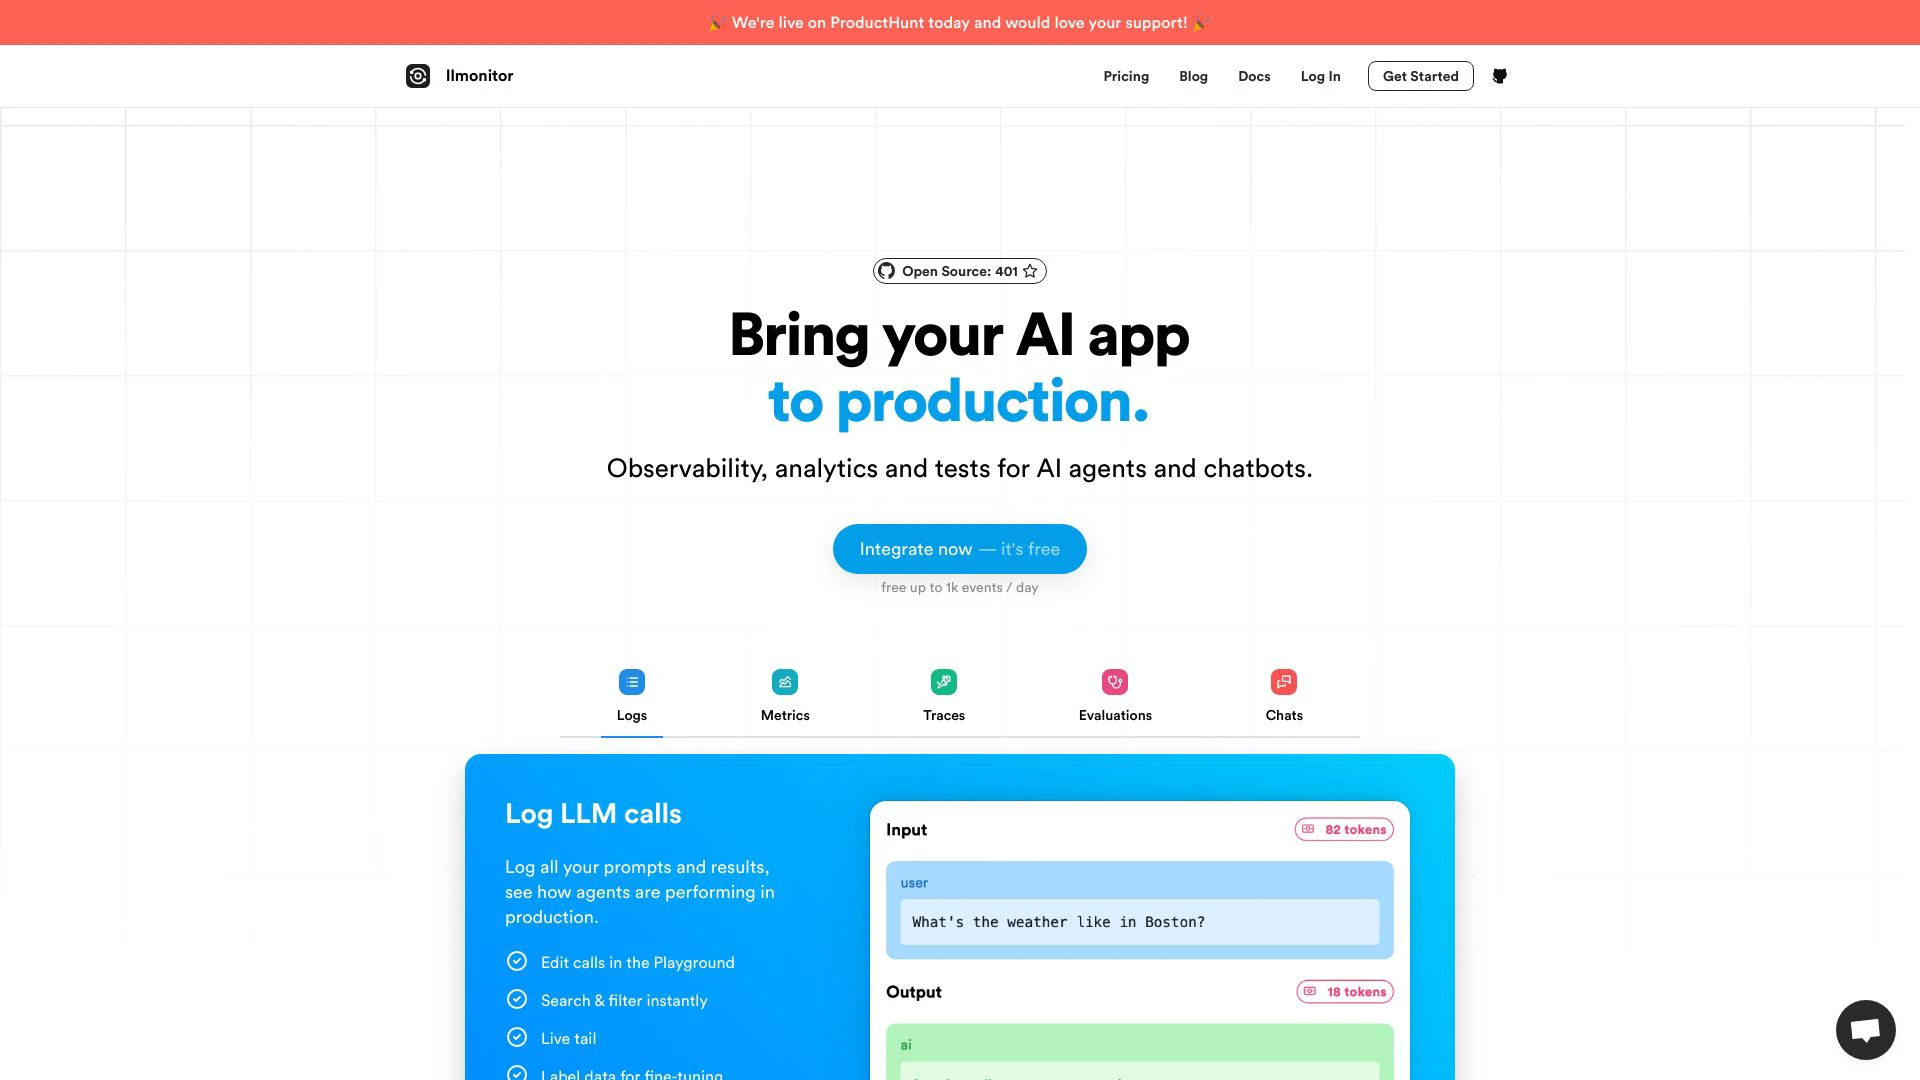 🎉 We're live on ProductHunt today and would love your support! 🎉
llmonitor
Pricing
Blog
Docs
Log In
Get Started
Open Source: 401
Bring your AI app
to production.
Observability, analytics and tests for AI agents and chatbots.
Integrate now — it's free
free up to 1k events / day
Logs
Metrics
Traces
Evaluations
Chats
Log LLM calls
Log all your prompts and results,
see how agents are performing in
production.
Edit calls in the Playground
Search & filter instantly
Live tail
Label data for fine-tuning
Input
82 tokens
user
What's the weather like in Boston?
Output
18 tokens
ai